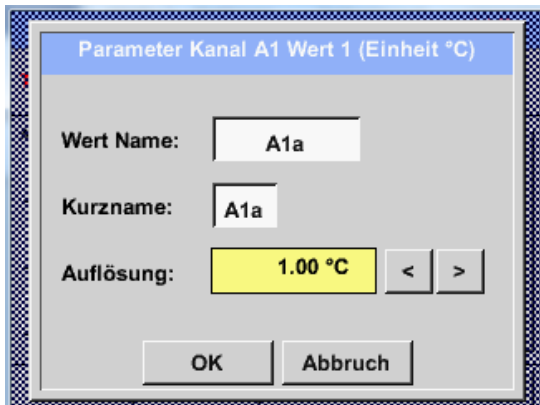 Parameter Kanal A1 Wert 1 (Einheit °C)
Wert Name: A1a
Kurzname: A1a
Auflösung: 1.00 °C < >
OK Abbruch